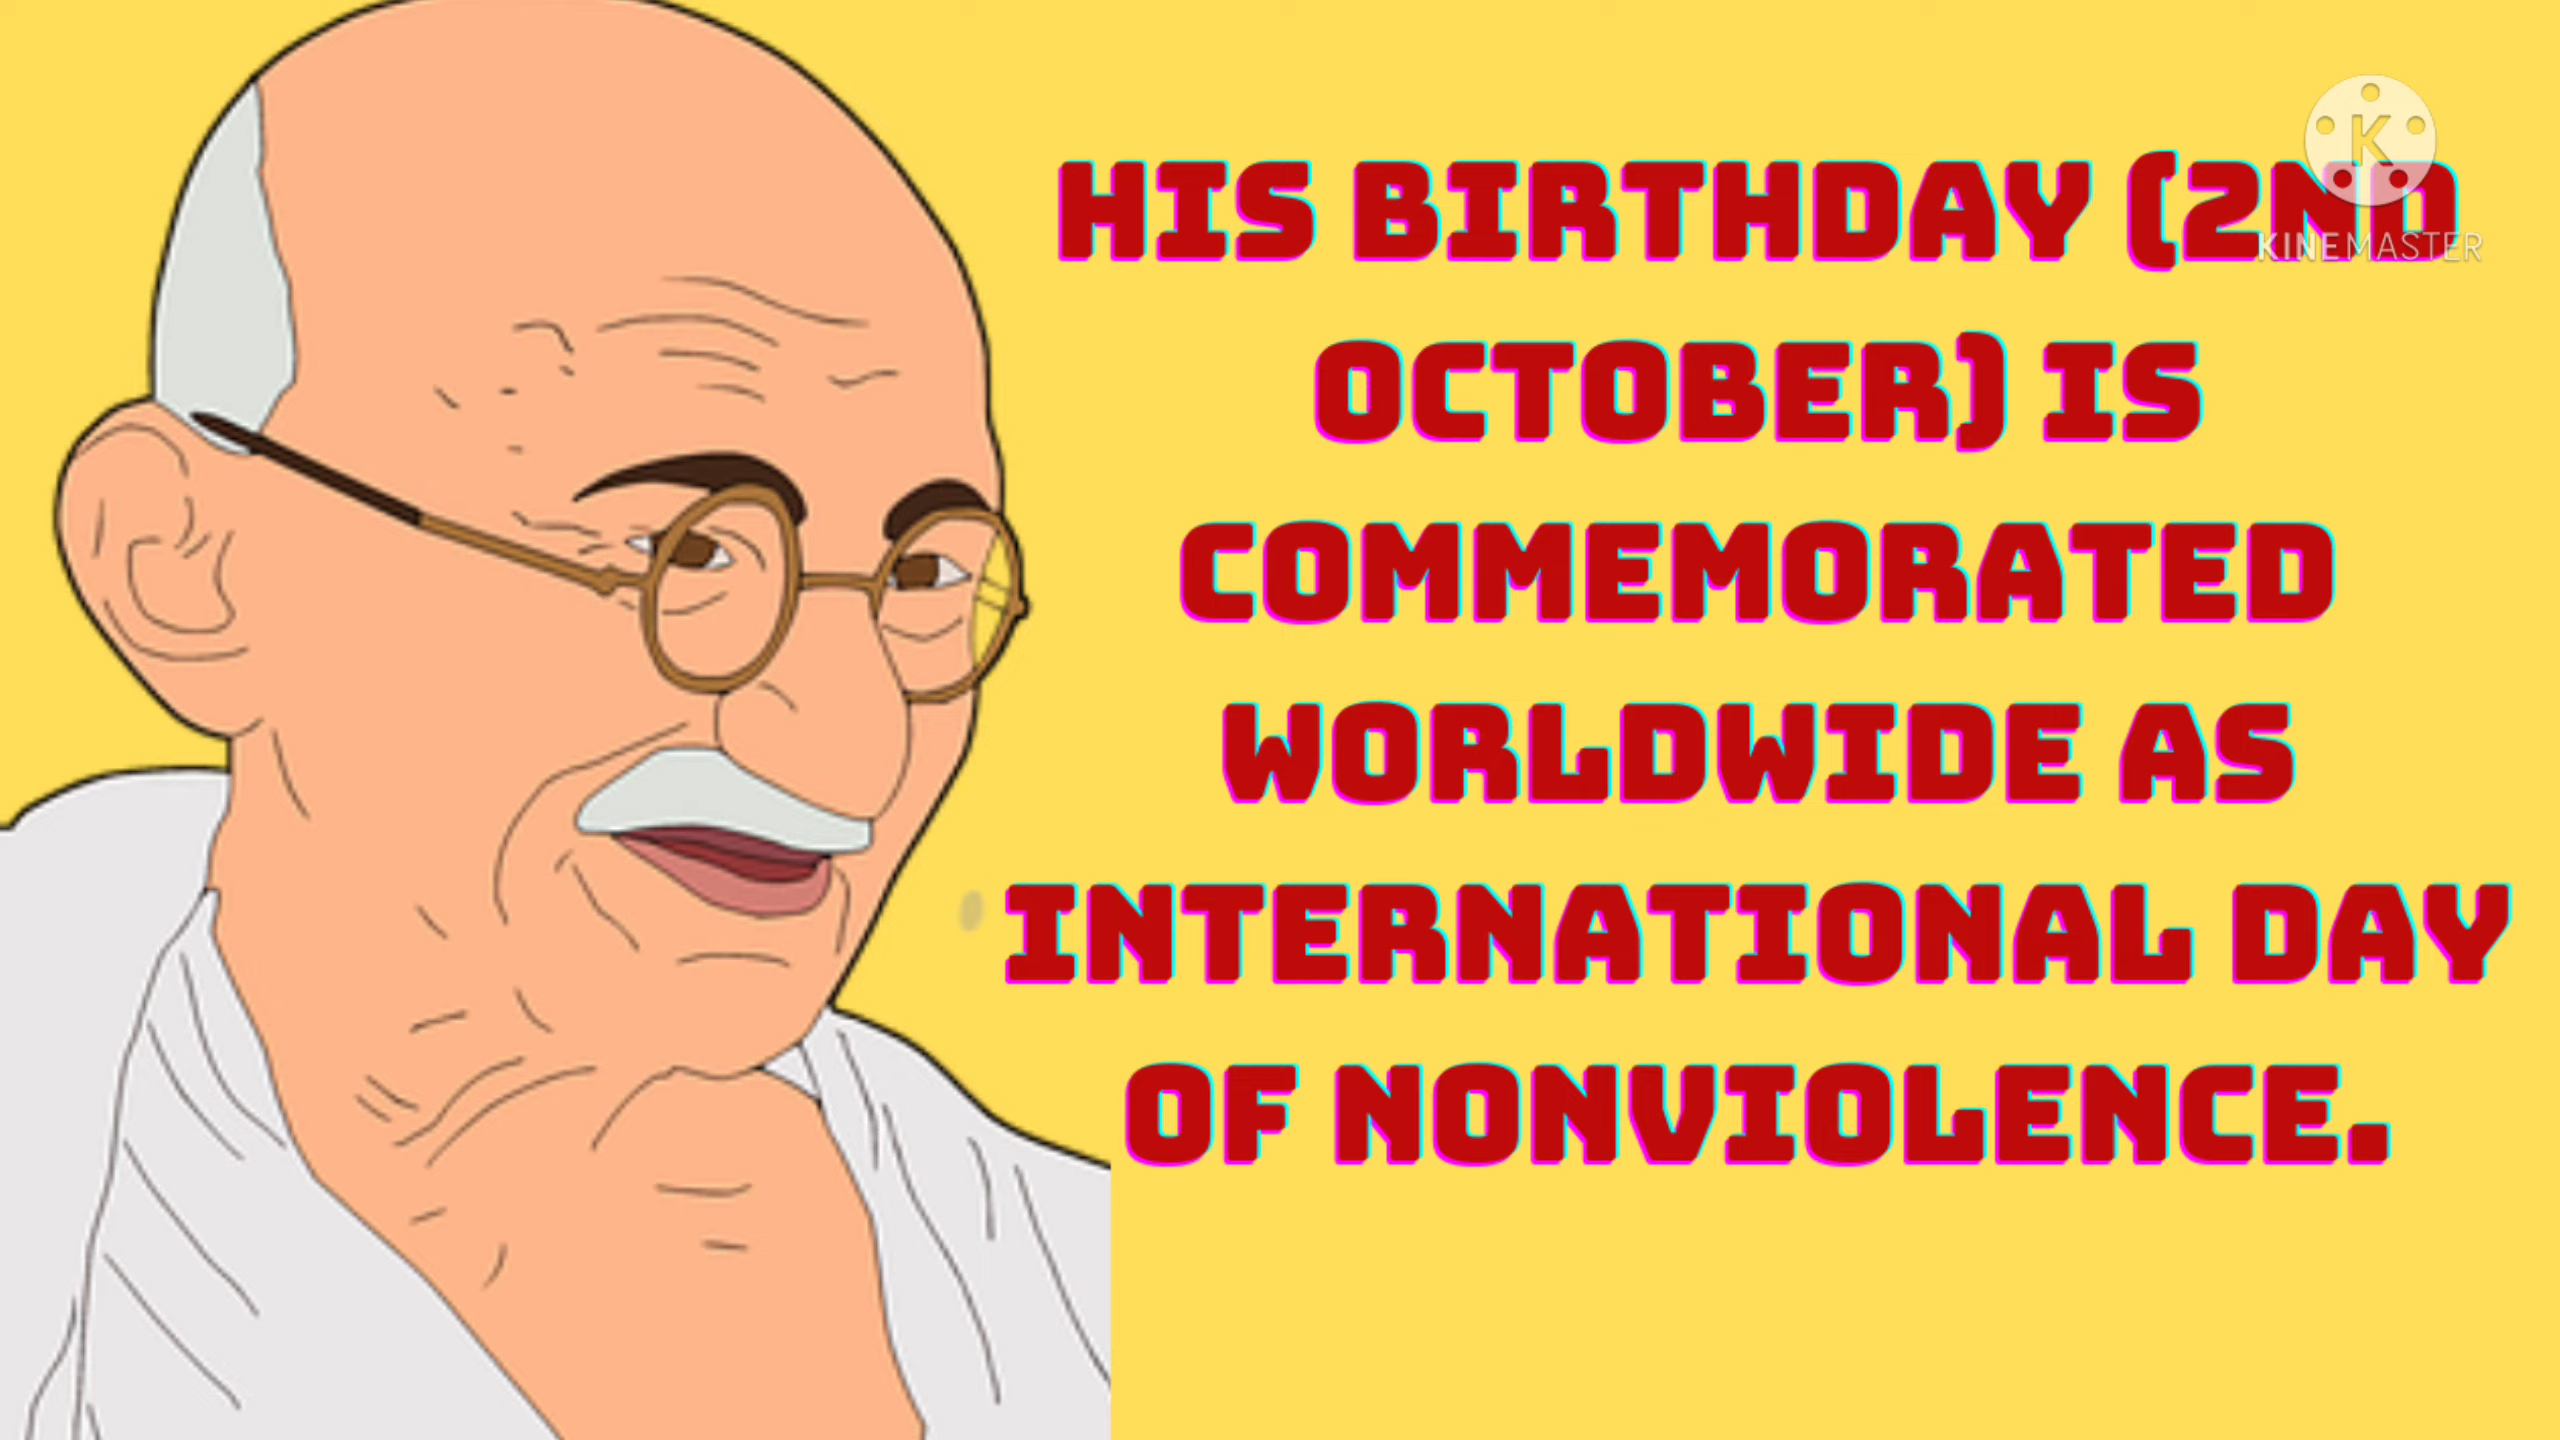 HIS BIRTHDAY (2ND
OCTOBER) IS
COMMEMORATED
WORLDWIDE AS
INTERNATIONAL DAY
OF NONVIOLENCE.
K
KINEMASTER